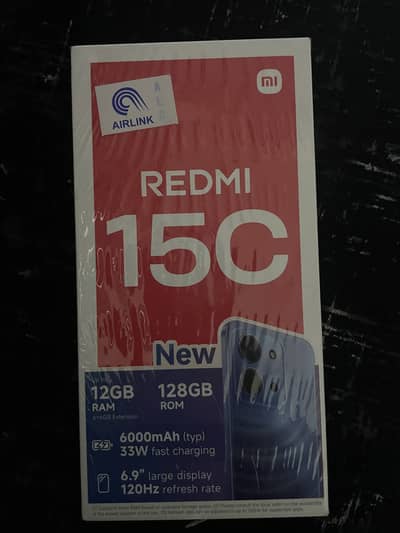 mi
AIRLINK
ALC
REDMI
15C
New
12GB
RAM
128GB
ROM
6000mAh (typ)
33W fast charging
6.9" large display
120Hz refresh rate